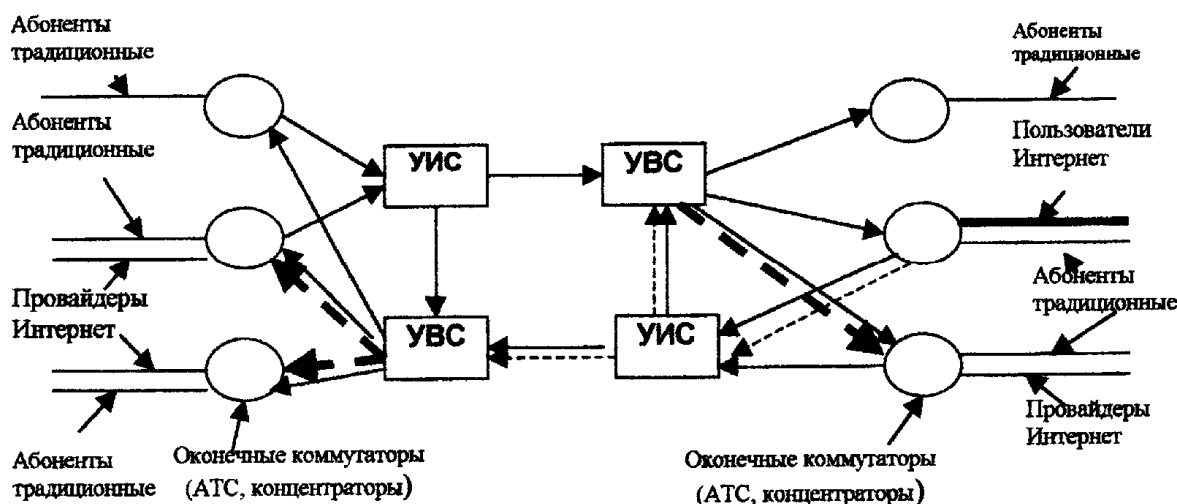 Абоненты
традиционные
Абоненты
традиционные
Абоненты
традиционные
Пользователи
Интернет
УИС
УВС
Провайдеры
Интернет
Абоненты
традиционные
УВС
УИС
Абоненты
традиционные
Оконечные коммутаторы
(АТС, концентраторы)
Оконечные коммутаторы
(АТС, концентраторы)
Провайдеры
Интернет